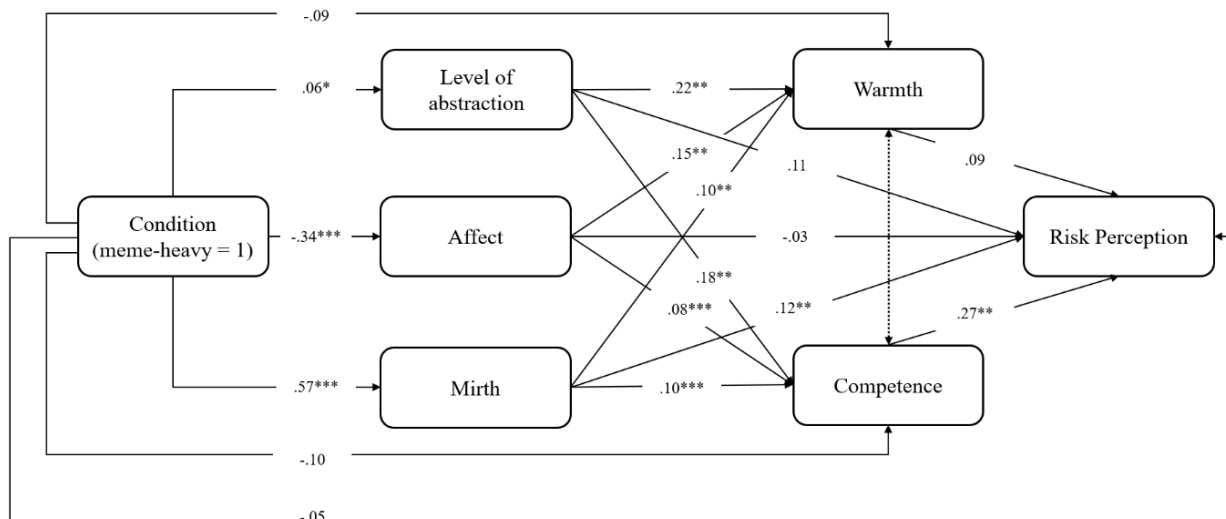 -.09
Level of
abstraction
Warmth
.06*
.22**
.15**
.11
.09
.10**
Condition
(meme-heavy = 1)
-.34***
Affect
-.03
Risk Perception
.18**
.08***
.12**
.27**
.57***
Mirth
.10***
Competence
-.10
-.05